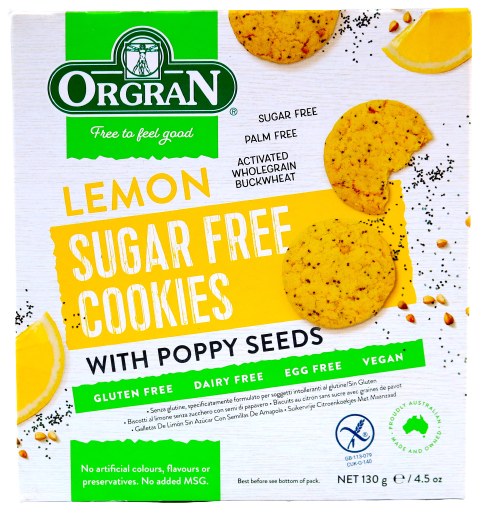 ORGRAN
®
Free to feel good
SUGAR FREE
PALM FREE
ACTIVATED
WHOLEGRAIN
BUCKWHEAT
LEMON
SUGAR FREE
COOKIES
WITH POPPY SEEDS
GLUTEN FREE DAIRY FREE EGG FREE VEGAN
• Senza glutine, specificatamente formulato per soggetti intolleranti al glutine/Sin Gluten
• Biscotti al limone senza zucchero con semi di papavero • Biscuits au citron sans sucre avec graines de pavot
• Galletas De Limón Sin Azúcar Con Semillas De Amapola • Suikervrije Citroenkoekjes Met Maanzaad
PROUDLY AUSTRALIAN
MADE AND OWNED
GB-113-079
CUK-G-140
No artificial colours, flavours or
preservatives. No added MSG.
Best before see bottom of pack.
NET 130 g ℮ / 4.5 oz